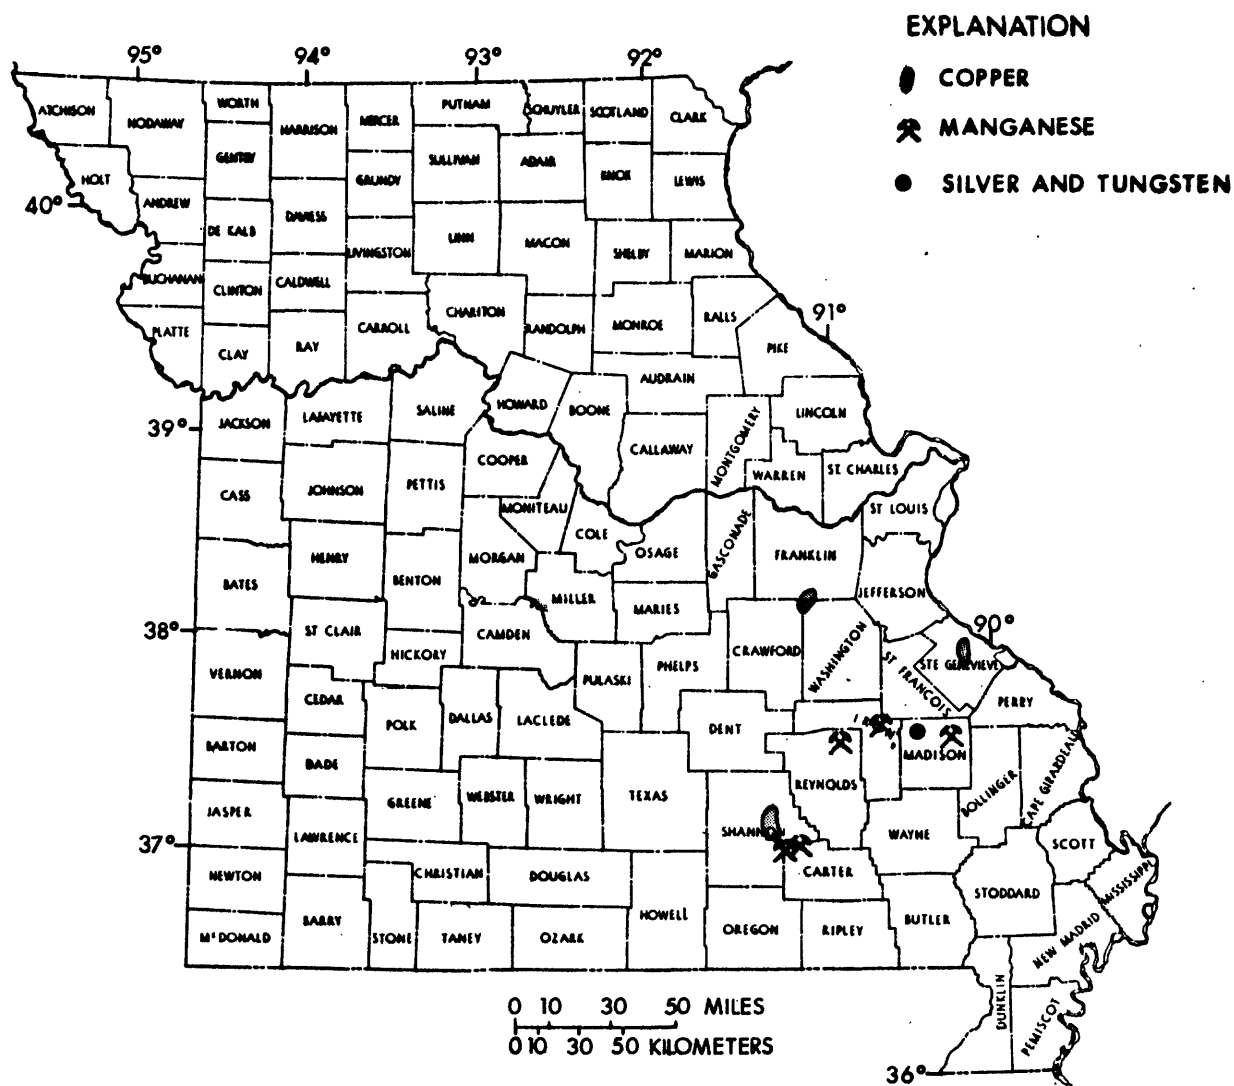 EXPLANATION
COPPER
MANGANESE
SILVER AND TUNGSTEN
95°
94°
93°
92°
ATCHISON
NODAWAY
WORTH
HARRISON
MERCER
PUTNAM
SCHUYLER
SCOTLAND
CLARK
GENTRY
SULLIVAN
ADAIR
HOLT
GRUNDY
KNOX
LEWIS
40°
ANDREW
DE KALB
DAVIESS
LIVINGSTON
LINN
MACON
SHELBY
MARION
BUCHANAN
CLINTON
CALDWELL
CHARITON
RANDOLPH
MONROE
RALLS
91°
PLATTE
CLAY
RAY
CARROLL
PIKE
AUDRAIN
HOWARD
BOONE
LINCOLN
39°
JACKSON
LAFAYETTE
SALINE
CALLAWAY
MONTGOMERY
WARREN
ST CHARLES
CASS
JOHNSON
PETTIS
COOPER
MONITEAU
COLE
OSAGE
GASCONADE
FRANKLIN
ST LOUIS
BATES
HENRY
BENTON
MORGAN
MILLER
MARIES
JEFFERSON
38°
ST CLAIR
HICKORY
CAMDEN
PULASKI
PHELPS
CRAWFORD
WASHINGTON
ST FRANCOIS
STE GENEVIEVE
90°
VERNON
CEDAR
POLK
DALLAS
LACLEDE
DENT
IRON
MADISON
PERRY
BARTON
DADE
GREENE
WEBSTER
WRIGHT
TEXAS
REYNOLDS
BOLLINGER
CAPE GIRARDEAU
JASPER
LAWRENCE
SHANNON
WAYNE
SCOTT
37°
NEWTON
CHRISTIAN
DOUGLAS
CARTER
STODDARD
MISSISSIPPI
McDONALD
BARRY
STONE
TANEY
OZARK
HOWELL
OREGON
RIPLEY
BUTLER
NEW MADRID
DUNKLIN
PEMISCOT
0 10 30 50 MILES
0 10 30 50 KILOMETERS
36°